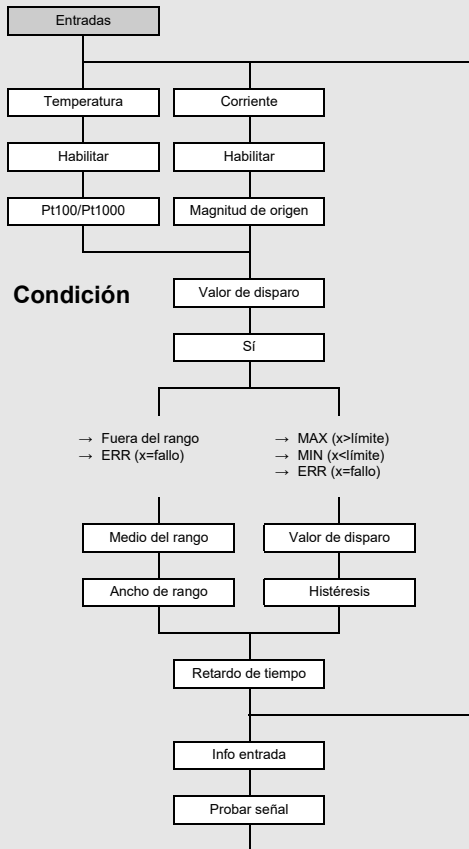 Entradas
Temperatura
Corriente
Habilitar
Habilitar
Pt100/Pt1000
Magnitud de origen
Condición
Valor de disparo
Sí
→ Fuera del rango
→ ERR (x=fallo)
→ MAX (x>límite)
→ MIN (x<límite)
→ ERR (x=fallo)
Medio del rango
Valor de disparo
Ancho de rango
Histéresis
Retardo de tiempo
Info entrada
Probar señal